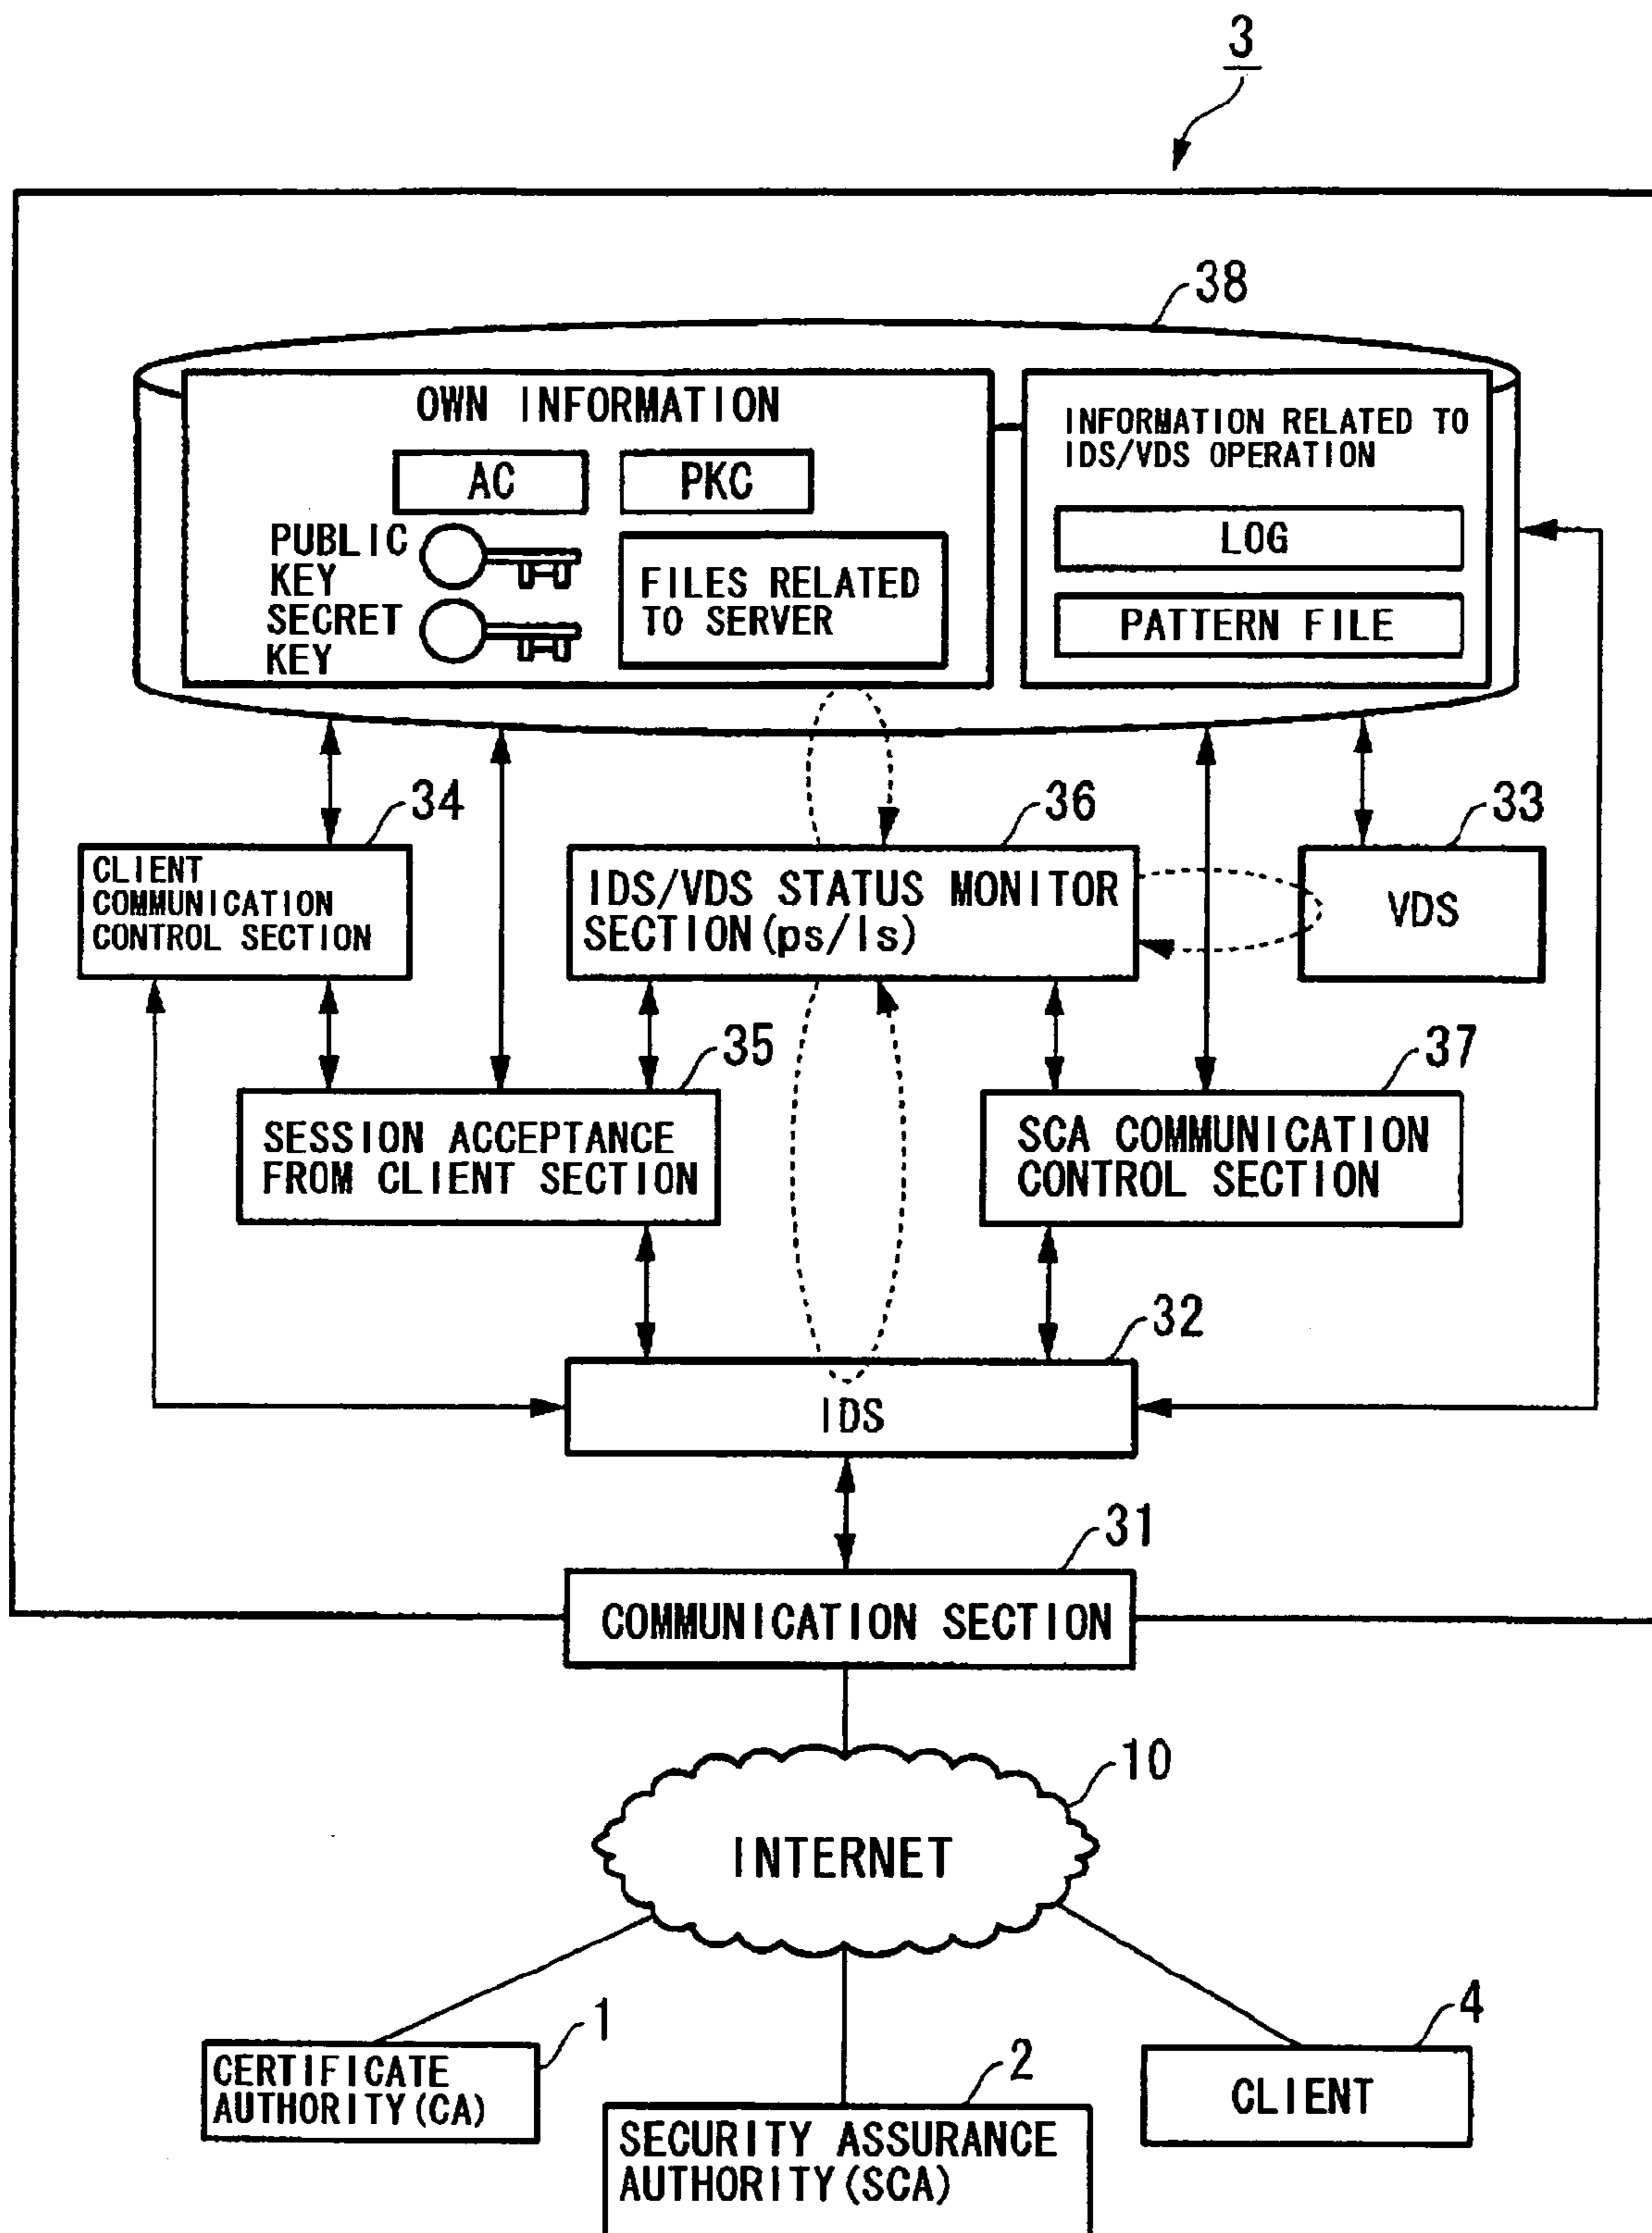 3
38
OWN INFORMATION
AC
PKC
PUBLIC
KEY
SECRET
KEY
FILES RELATED
TO SERVER
INFORMATION RELATED TO
IDS/VDS OPERATION
LOG
PATTERN FILE
34
CLIENT
COMMUNICATION
CONTROL SECTION
36
IDS/VDS STATUS MONITOR
SECTION(ps/ls)
33
VDS
35
SESSION ACCEPTANCE
FROM CLIENT SECTION
37
SCA COMMUNICATION
CONTROL SECTION
32
IDS
31
COMMUNICATION SECTION
10
INTERNET
1
CERTIFICATE
AUTHORITY(CA)
2
SECURITY ASSURANCE
AUTHORITY(SCA)
4
CLIENT